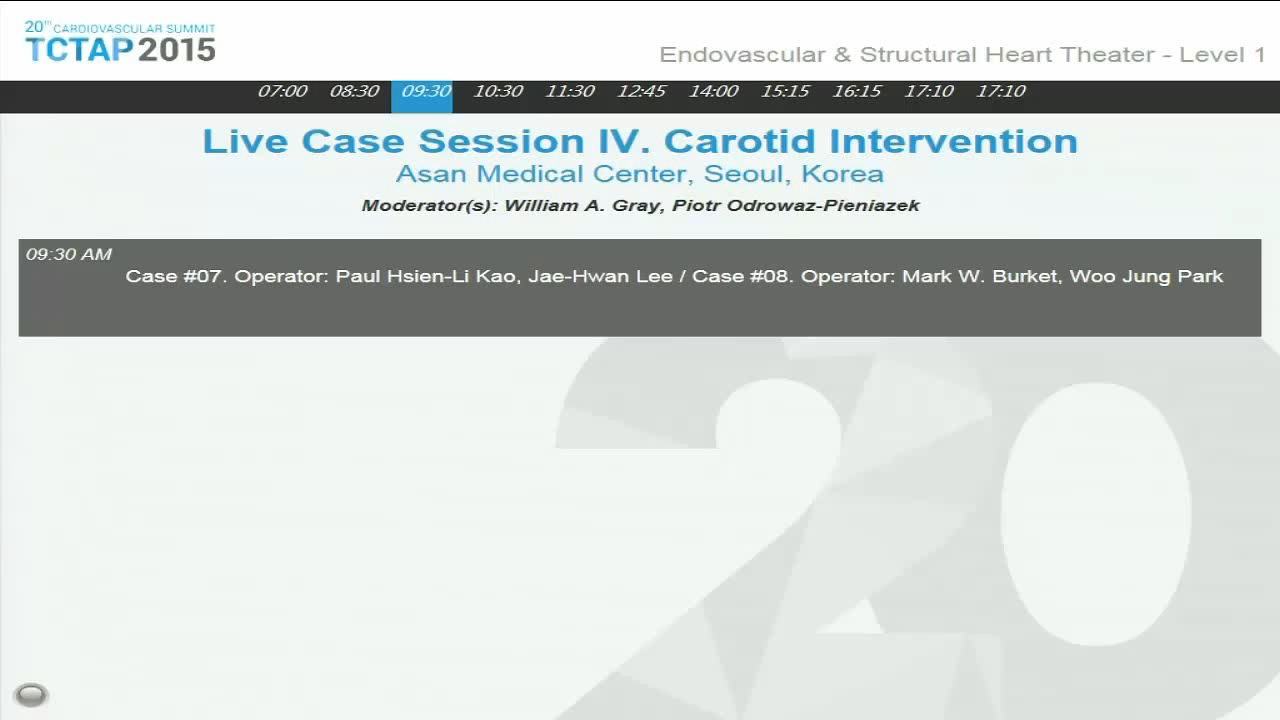 20th CARDIOVASCULAR SUMMIT
TCTAP 2015
Endovascular & Structural Heart Theater - Level 1
07:00 08:30 09:30 10:30 11:30 12:45 14:00 15:15 16:15 17:10 17:10
Live Case Session IV. Carotid Intervention
Asan Medical Center, Seoul, Korea
Moderator(s): William A. Gray, Piotr Odrowaz-Pieniazek
09:30 AM
Case #07. Operator: Paul Hsien-Li Kao, Jae-Hwan Lee / Case #08. Operator: Mark W. Burket, Woo Jung Park
20